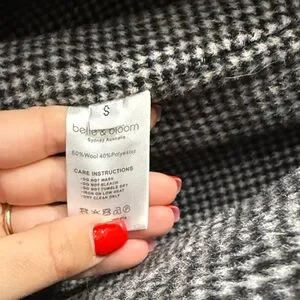 S
belle & bloom
Sydney Australia
60% Wool 40% Polyester
CARE INSTRUCTIONS
-DO NOT WASH
-DO NOT BLEACH
-DO NOT TUMBLE DRY
-IRON ON LOW HEAT
-DRY CLEAN ONLY